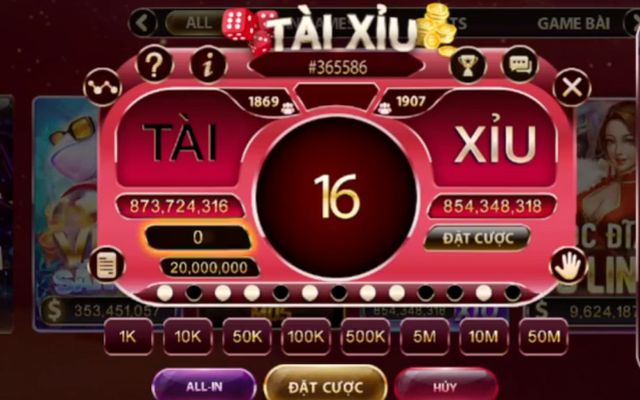 ALL
GAME BÀI
TÀI XỈU
#365586
1869
1907
TÀI
16
XỈU
873,724,316
854,348,318
0
ĐẶT CƯỢC
20,000,000
$ 353,451,057
854,348,318
$ 9,624,187
1K
10K
50K
100K
500K
5M
10M
50M
ALL-IN
ĐẶT CƯỢC
HỦY